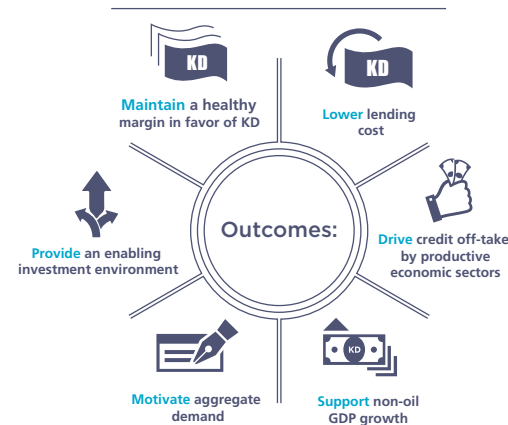 KD
KD
Maintain a healthy
margin in favor of KD
Lower lending
cost
Outcomes:
Provide an enabling
investment environment
Drive credit off-take
by productive
economic sectors
KD
Motivate aggregate
demand
Support non-oil
GDP growth